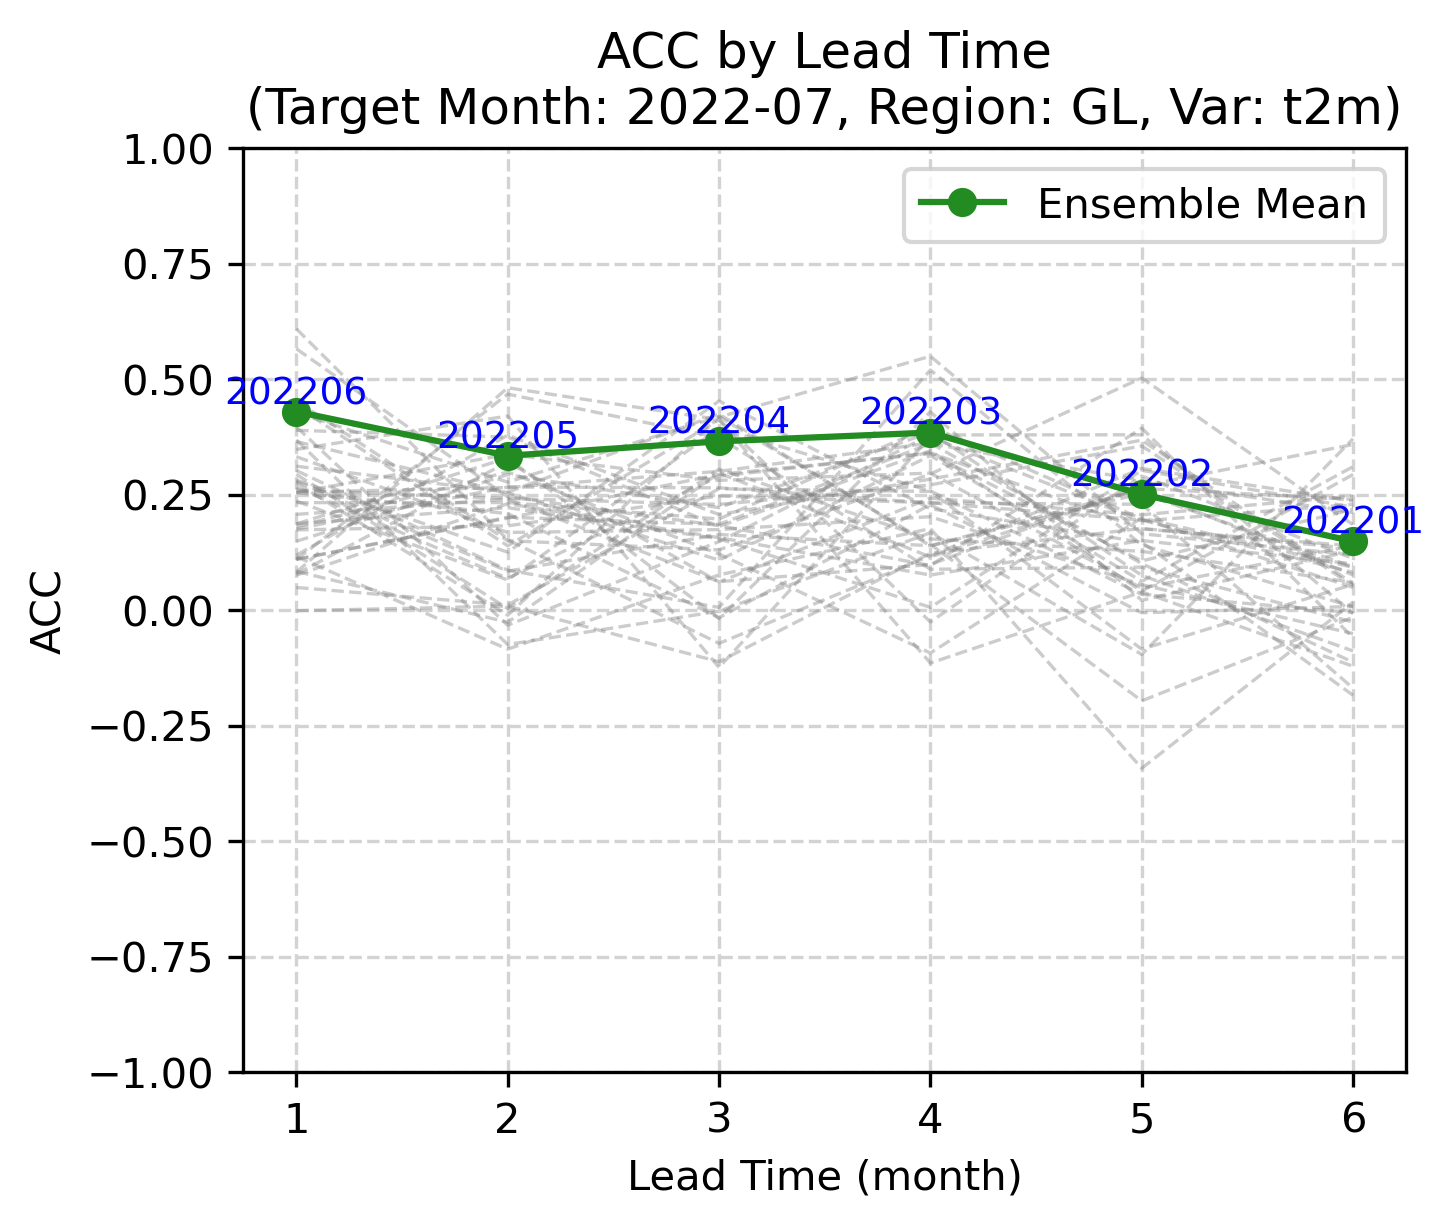 ACC by Lead Time
(Target Month: 2022-07, Region: GL, Var: t2m)
1.00
0.75
0.50
0.25
0.00
−0.25
−0.50
−0.75
−1.00
ACC
Ensemble Mean
202206
202205
202204
202203
202202
202201
1 2 3 4 5 6
Lead Time (month)